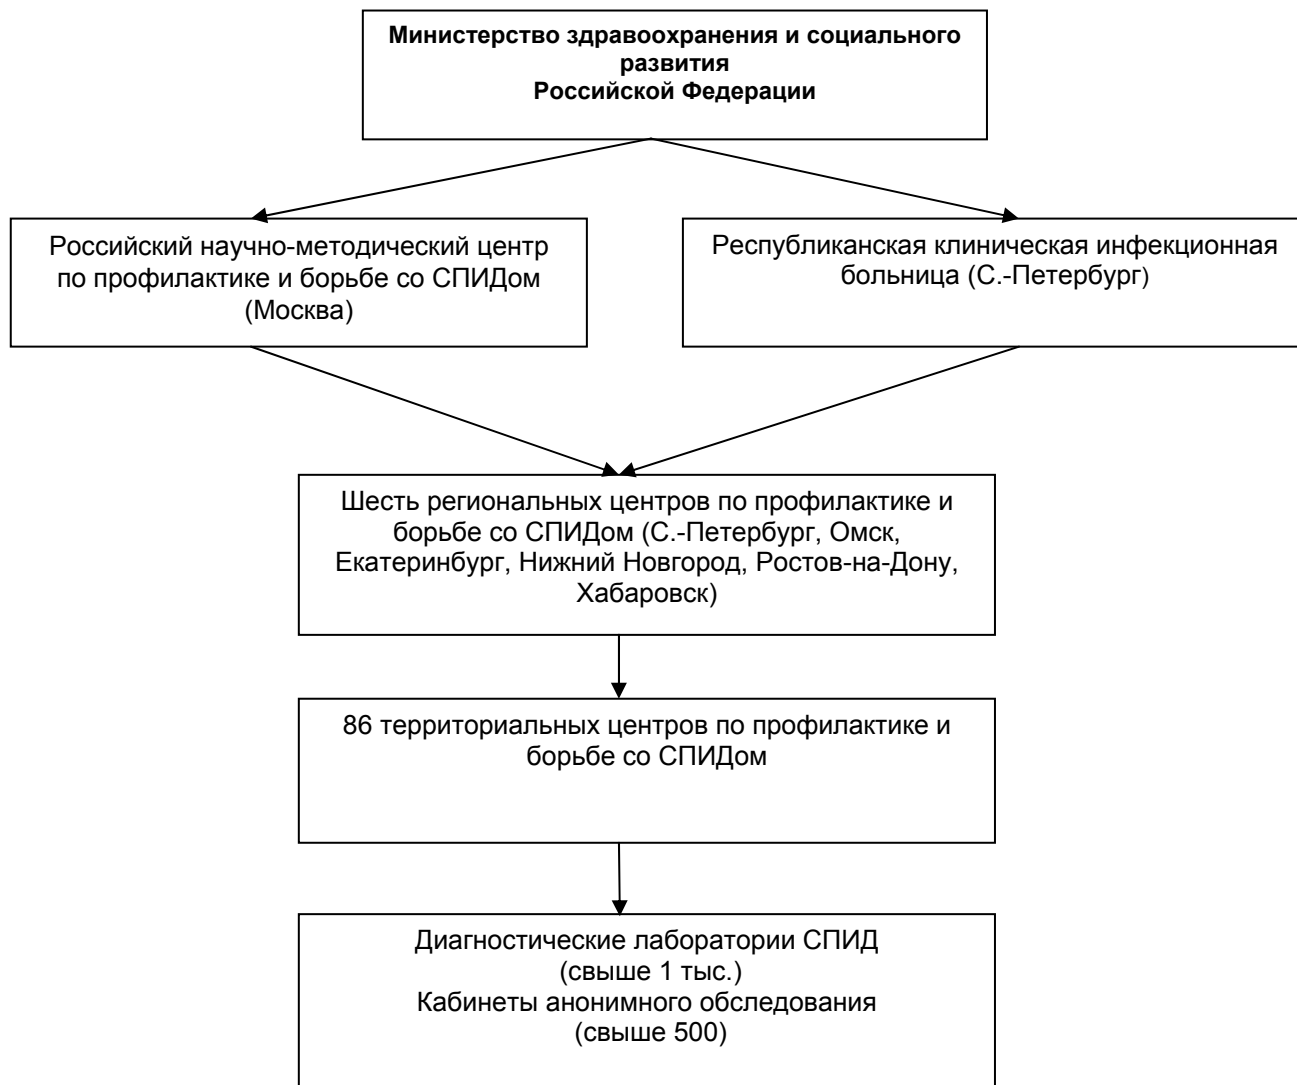 Министерство здравоохранения и социального
развития
Российской Федерации
Российский научно-методический центр
по профилактике и борьбе со СПИДом
(Москва)
Республиканская клиническая инфекционная
больница (С.-Петербург)
Шесть региональных центров по профилактике и
борьбе со СПИДом (С.-Петербург, Омск,
Екатеринбург, Нижний Новгород, Ростов-на-Дону,
Хабаровск)
86 территориальных центров по профилактике и
борьбе со СПИДом
Диагностические лаборатории СПИД
(свыше 1 тыс.)
Кабинеты анонимного обследования
(свыше 500)